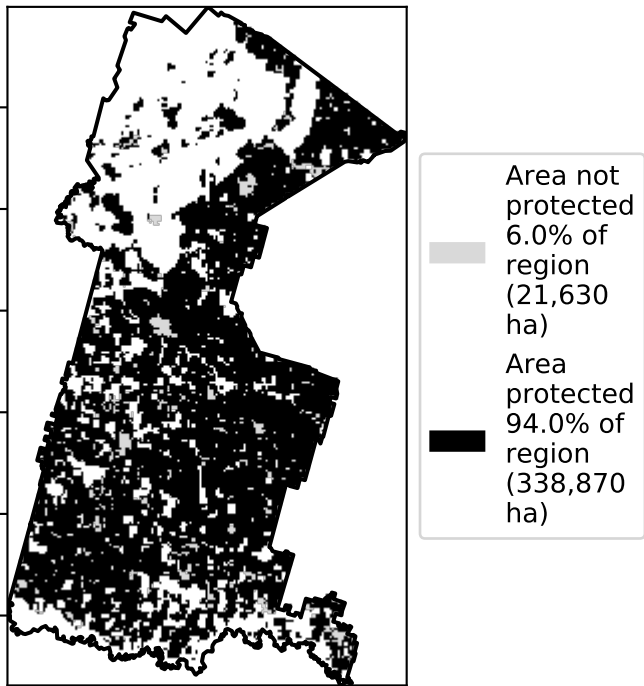 Area not
protected
6.0% of
region
(21,630
ha)
Area
protected
94.0% of
region
(338,870
ha)